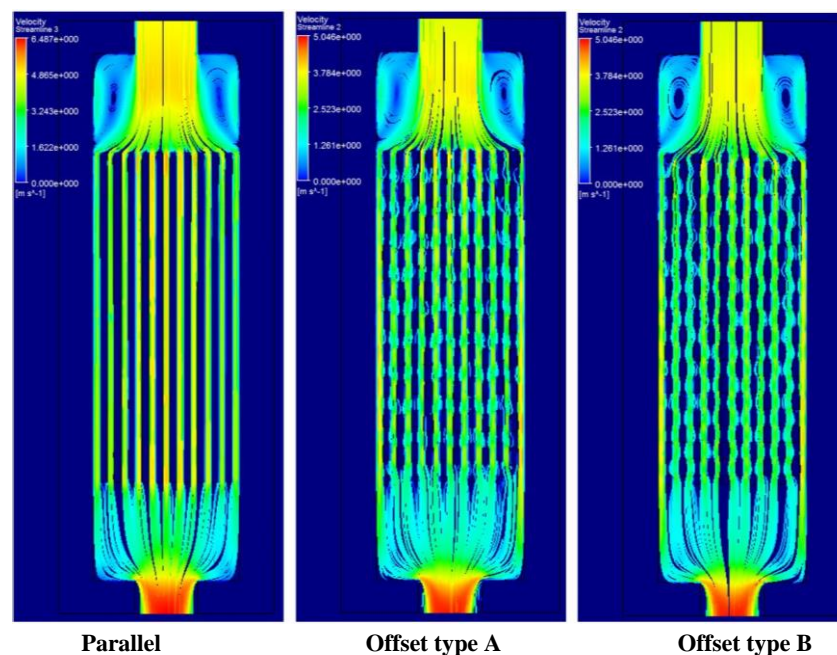 Velocity
Streamline 3
6.487e+000
4.865e+000
3.243e+000
1.622e+000
0.000e+000
[m s^-1]
Velocity
Streamline 2
5.046e+000
3.784e+000
2.523e+000
1.261e+000
0.000e+000
[m s^-1]
Velocity
Streamline 2
5.046e+000
3.784e+000
2.523e+000
1.261e+000
0.000e+000
[m s^-1]
Parallel
Offset type A
Offset type B